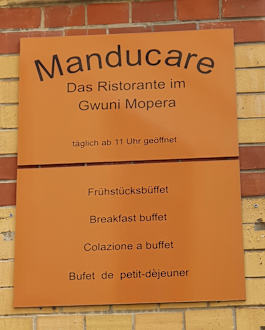 Manducare
Das Ristorante im
Gwuni Mopera
täglich ab 11 Uhr geöffnet
Frühstücksbüffet
Breakfast buffet
Colazione a buffet
Bufet de petit-dèjeuner